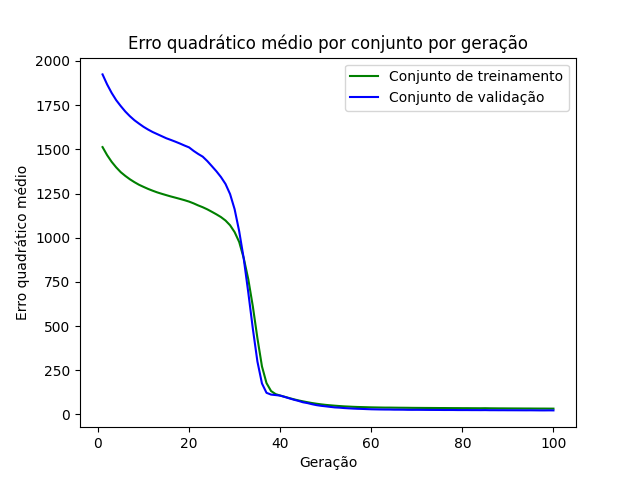 Erro quadrático médio por conjunto por geração
Conjunto de treinamento
Conjunto de validação
Erro quadrático médio
2000
1750
1500
1250
1000
750
500
250
0
0 20 40 60 80 100
Geração